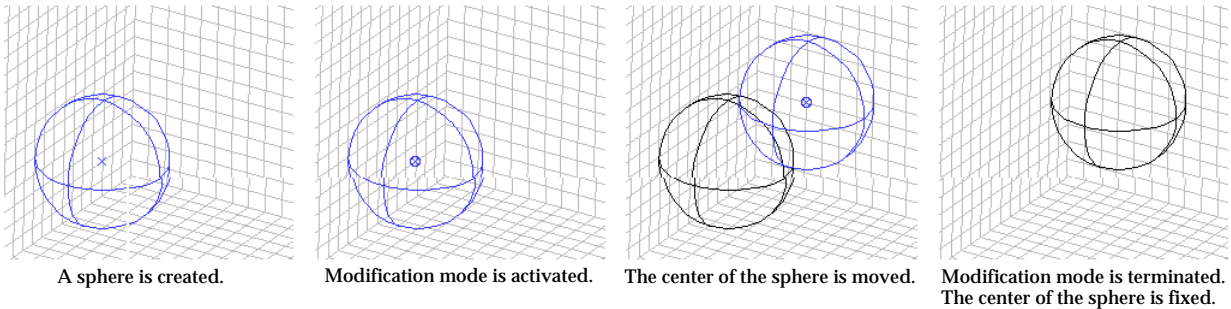 A sphere is created.
Modification mode is activated.
The center of the sphere is moved.
Modification mode is terminated.
The center of the sphere is fixed.